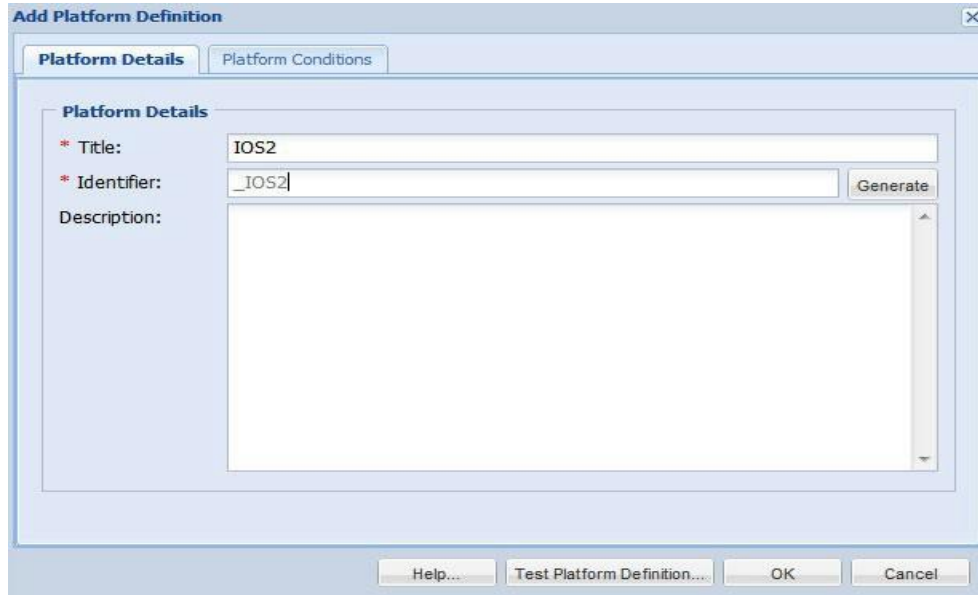 Add Platform Definition
Platform Details
Platform Conditions
Platform Details
* Title:
IOS2
* Identifier:
_IOS2
Generate
Description:
Help...
Test Platform Definition...
OK
Cancel